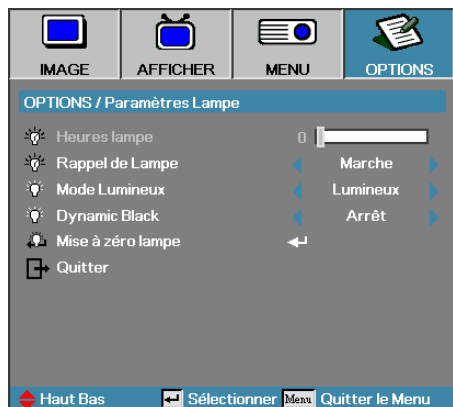 IMAGE AFFICHER MENU OPTIONS
OPTIONS / Paramètres Lampe
Heures lampe 0
Rappel de Lampe Marche
Mode Lumineux Lumineux
Dynamic Black Arrêt
Mise à zéro lampe
Quitter
Haut Bas Sélectionner Menu Quitter le Menu